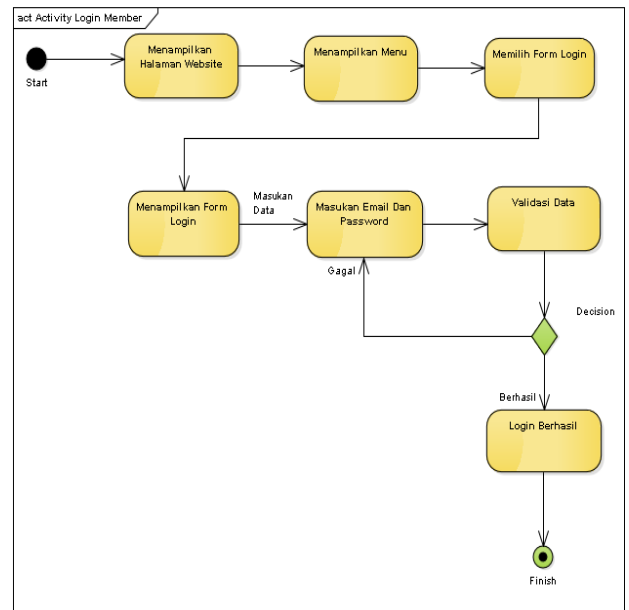 act Activity Login Member
Menampilkan
Halaman Website
Menampilkan Menu
Memilih Form Login
Start
Menampilkan Form
Login
Masukan
Data
Masukan Email Dan
Password
Validasi Data
Gagal
Decision
Berhasil
Login Berhasil
Finish